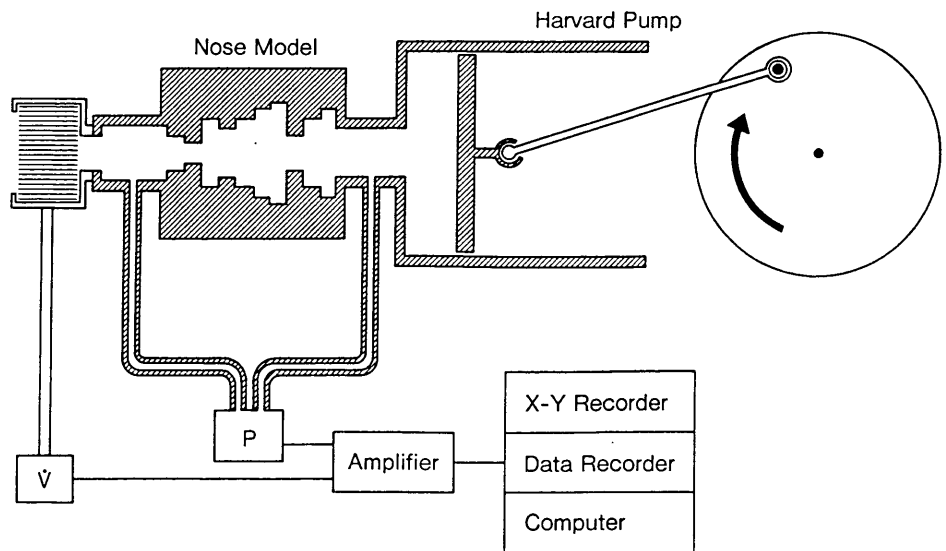 Harvard Pump
Nose Model
P
V̇
Amplifier
X-Y Recorder
Data Recorder
Computer